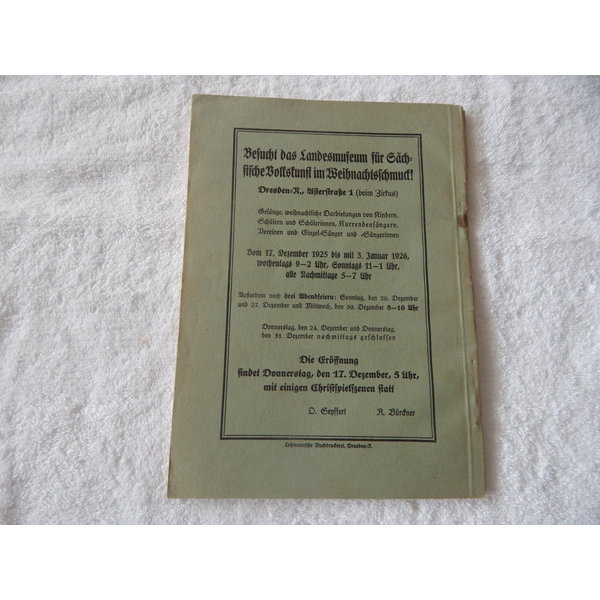 Besucht das Landesmuseum für Säch-
sische Volkskunst im Weihnachtsschmuck!
Dresden-N., Asterstraße 1 (beim Zirkus)
Gesänge, weihnachtliche Darbietungen von Kindern,
Schülern und Schülerinnen, Kurrendensängern,
Vereinen und Einzel-Sänger und -Sängerinnen
Vom 17. Dezember 1925 bis mit 3. Januar 1926,
wochentags 9—2 Uhr, Sonntags 11—1 Uhr,
alle Nachmittage 5—7 Uhr
Außerdem noch drei Abendfeiern: Sonntag, den 20. Dezember
und 27. Dezember und Mittwoch, den 30. Dezember 8—10 Uhr
Donnerstag, den 24. Dezember und Donnerstag,
den 31. Dezember nachmittags geschlossen
Die Eröffnung
findet Donnerstag, den 17. Dezember, 5 Uhr,
mit einigen Christspielszenen statt
O. Seyffert A. Bürckner
Lehmannsche Buchdruckerei, Dresden-N.